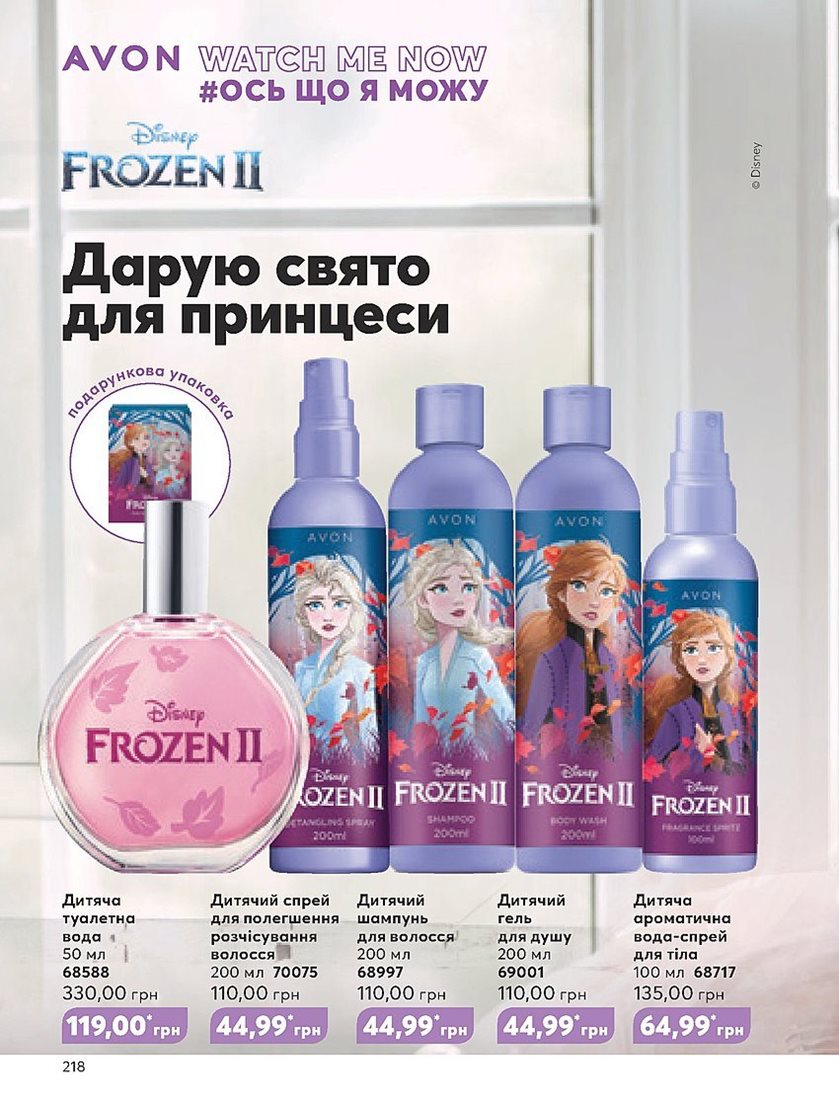 AVON WATCH ME NOW
#ОСЬ ЩО Я МОЖУ
Disney
FROZEN II
© Disney
Дарую свято
для принцеси
подарункова упаковка
Disney
FROZEN II
AVON
Disney
ROZEN II
DETANGLING SPRAY
200ml
AVON
Disney
FROZEN II
SHAMPOO
200ml
AVON
Disney
FROZEN II
BODY WASH
200ml
AVON
Disney
FROZEN II
FRAGRANCE SPRITZ
100ml
Дитяча
туалетна
вода
50 мл
68588
330,00 грн
119,00* грн
Дитячий спрей
для полегшення
розчісування
волосся
200 мл 70075
110,00 грн
44,99* грн
Дитячий
шампунь
для волосся
200 мл
68997
110,00 грн
44,99* грн
Дитячий
гель
для душу
200 мл
69001
110,00 грн
44,99* грн
Дитяча
ароматична
вода-спрей
для тіла
100 мл 68717
135,00 грн
64,99* грн
218